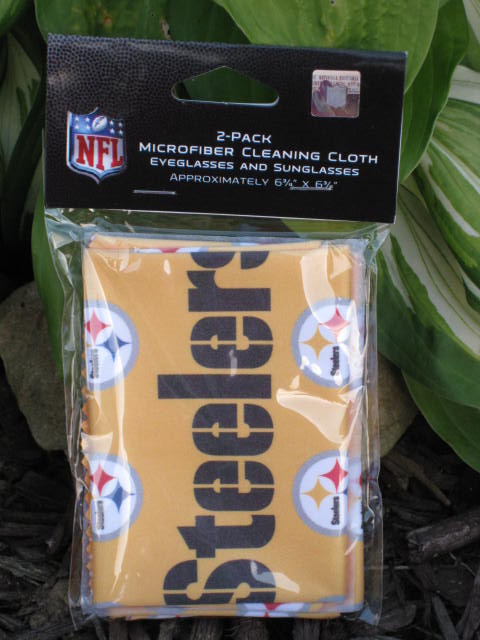 NFL
2-PACK
MICROFIBER CLEANING CLOTH
EYEGLASSES AND SUNGLASSES
APPROXIMATELY 6¾" X 6¾"
Steelers
Steelers
Steelers
Steelers
Steelers